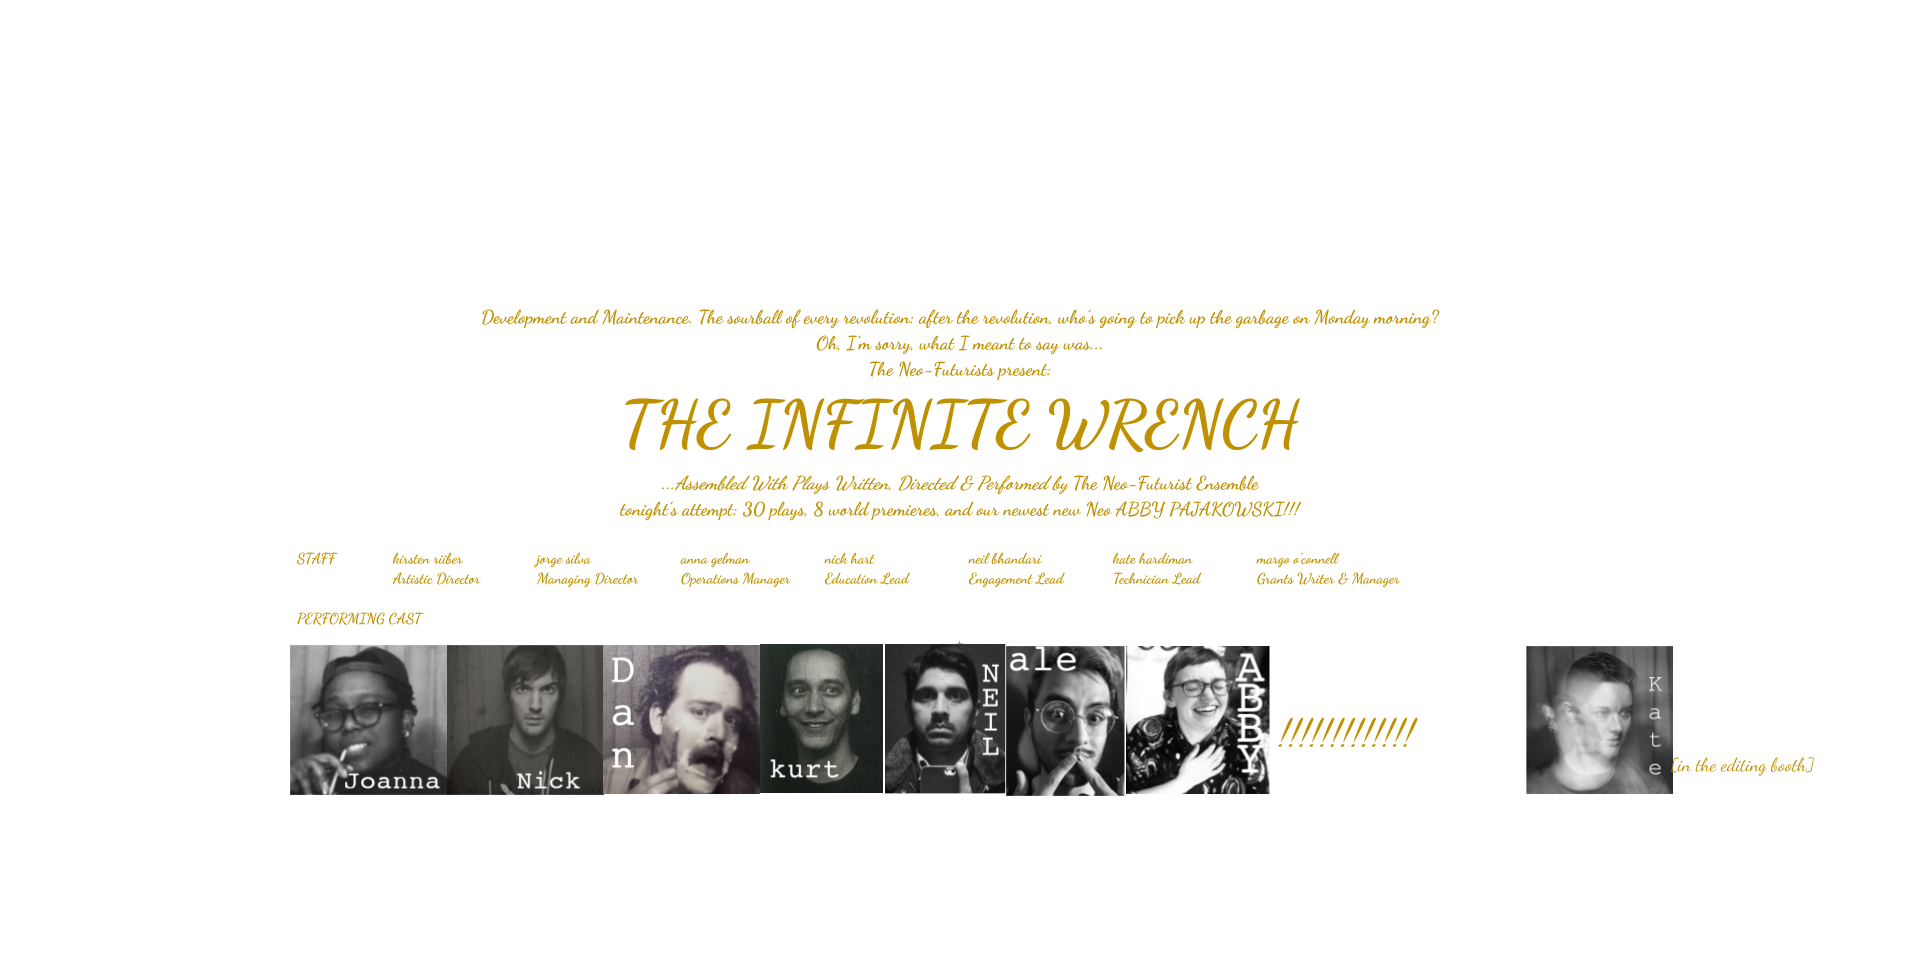 Development and Maintenance. The sourball of every revolution: after the revolution, who's going to pick up the garbage on Monday morning?
Oh, I'm sorry, what I meant to say was...
The Neo-Futurists present:
THE INFINITE WRENCH
...Assembled With Plays Written, Directed & Performed by The Neo-Futurist Ensemble
tonight's attempt: 30 plays, 8 world premieres, and our newest new Neo ABBY PAJAKOWSKI!!!
STAFF kirsten riiber jorge silva anna gelman nick hart neil bhandari kate hardiman margo o'connell
Artistic Director Managing Director Operations Manager Education Lead Engagement Lead Technician Lead Grants Writer & Manager
PERFORMING CAST
Joanna
Nick
Dan
kurt
NEIL
ale
ABBY
!!!!!!!!!!!!!
Kate
[in the editing booth]